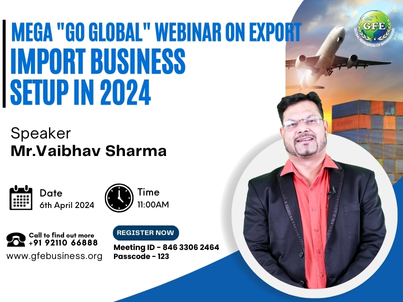 MEGA "GO GLOBAL" WEBINAR ON EXPORT
IMPORT BUSINESS
SETUP IN 2024
GFE
Speaker
Mr.Vaibhav Sharma
Date
6th April 2024
Time
11:00AM
Call to find out more
+91 92110 66888
www.gfebusiness.org
REGISTER NOW
Meeting ID - 846 3306 2464
Passcode - 123